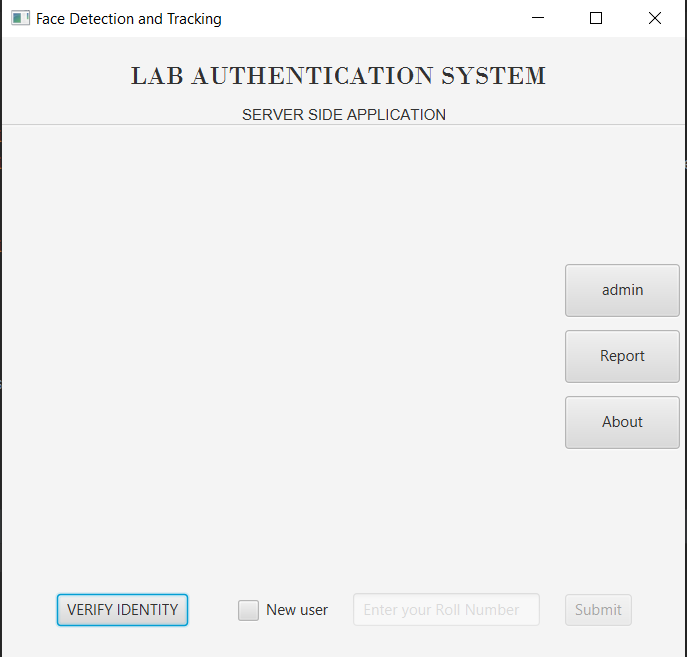 Face Detection and Tracking
LAB AUTHENTICATION SYSTEM
SERVER SIDE APPLICATION
admin
Report
About
VERIFY IDENTITY
New user
Enter your Roll Number
Submit